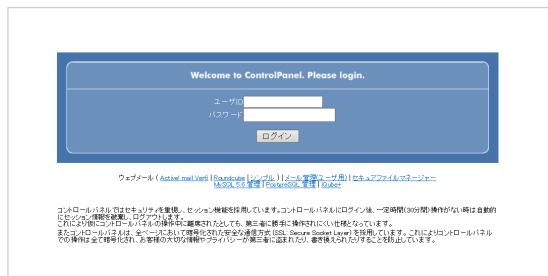 Welcome to ControlPanel. Please login.
ユーザID
パスワード
ログイン
ウェブメール ( Active! mail Ver6 | Roundcube | シンプル ) | メール管理(ユーザ用) | セキュアファイルマネージャー
MySQL 5.6 管理 | PostgreSQL 管理 | iQube+
コントロールパネルではセキュリティを重視し、セッション機能を採用しています。コントロールパネルにログイン後、一定時間(30分間)操作がない時は自動的
にセッション情報を破棄し、ログアウトします。
これにより仮にコントロールパネルの操作中に離席されたとしても、第三者に勝手に操作されにくい仕様となっています。
またコントロールパネルは、全ページにおいて暗号化された安全な通信方式(SSL: Secure Socket Layer)を採用しています。これによりコントロールパネル
での操作は全て暗号化され、お客様の大切な情報やプライバシーが第三者に盗まれたり、書き換えられたりすることを防止しています。